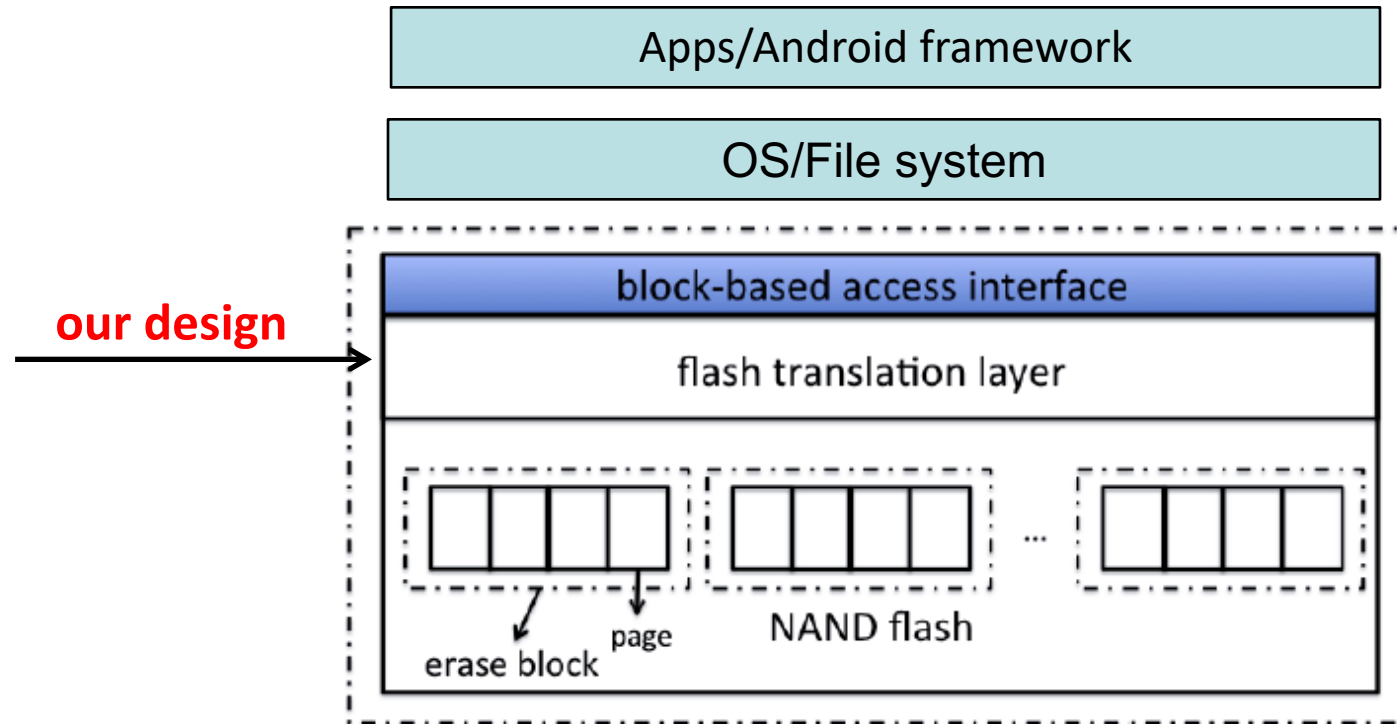 Apps/Android framework
OS/File system
block-based access interface
our design
flash translation layer
...
page
NAND flash
erase block